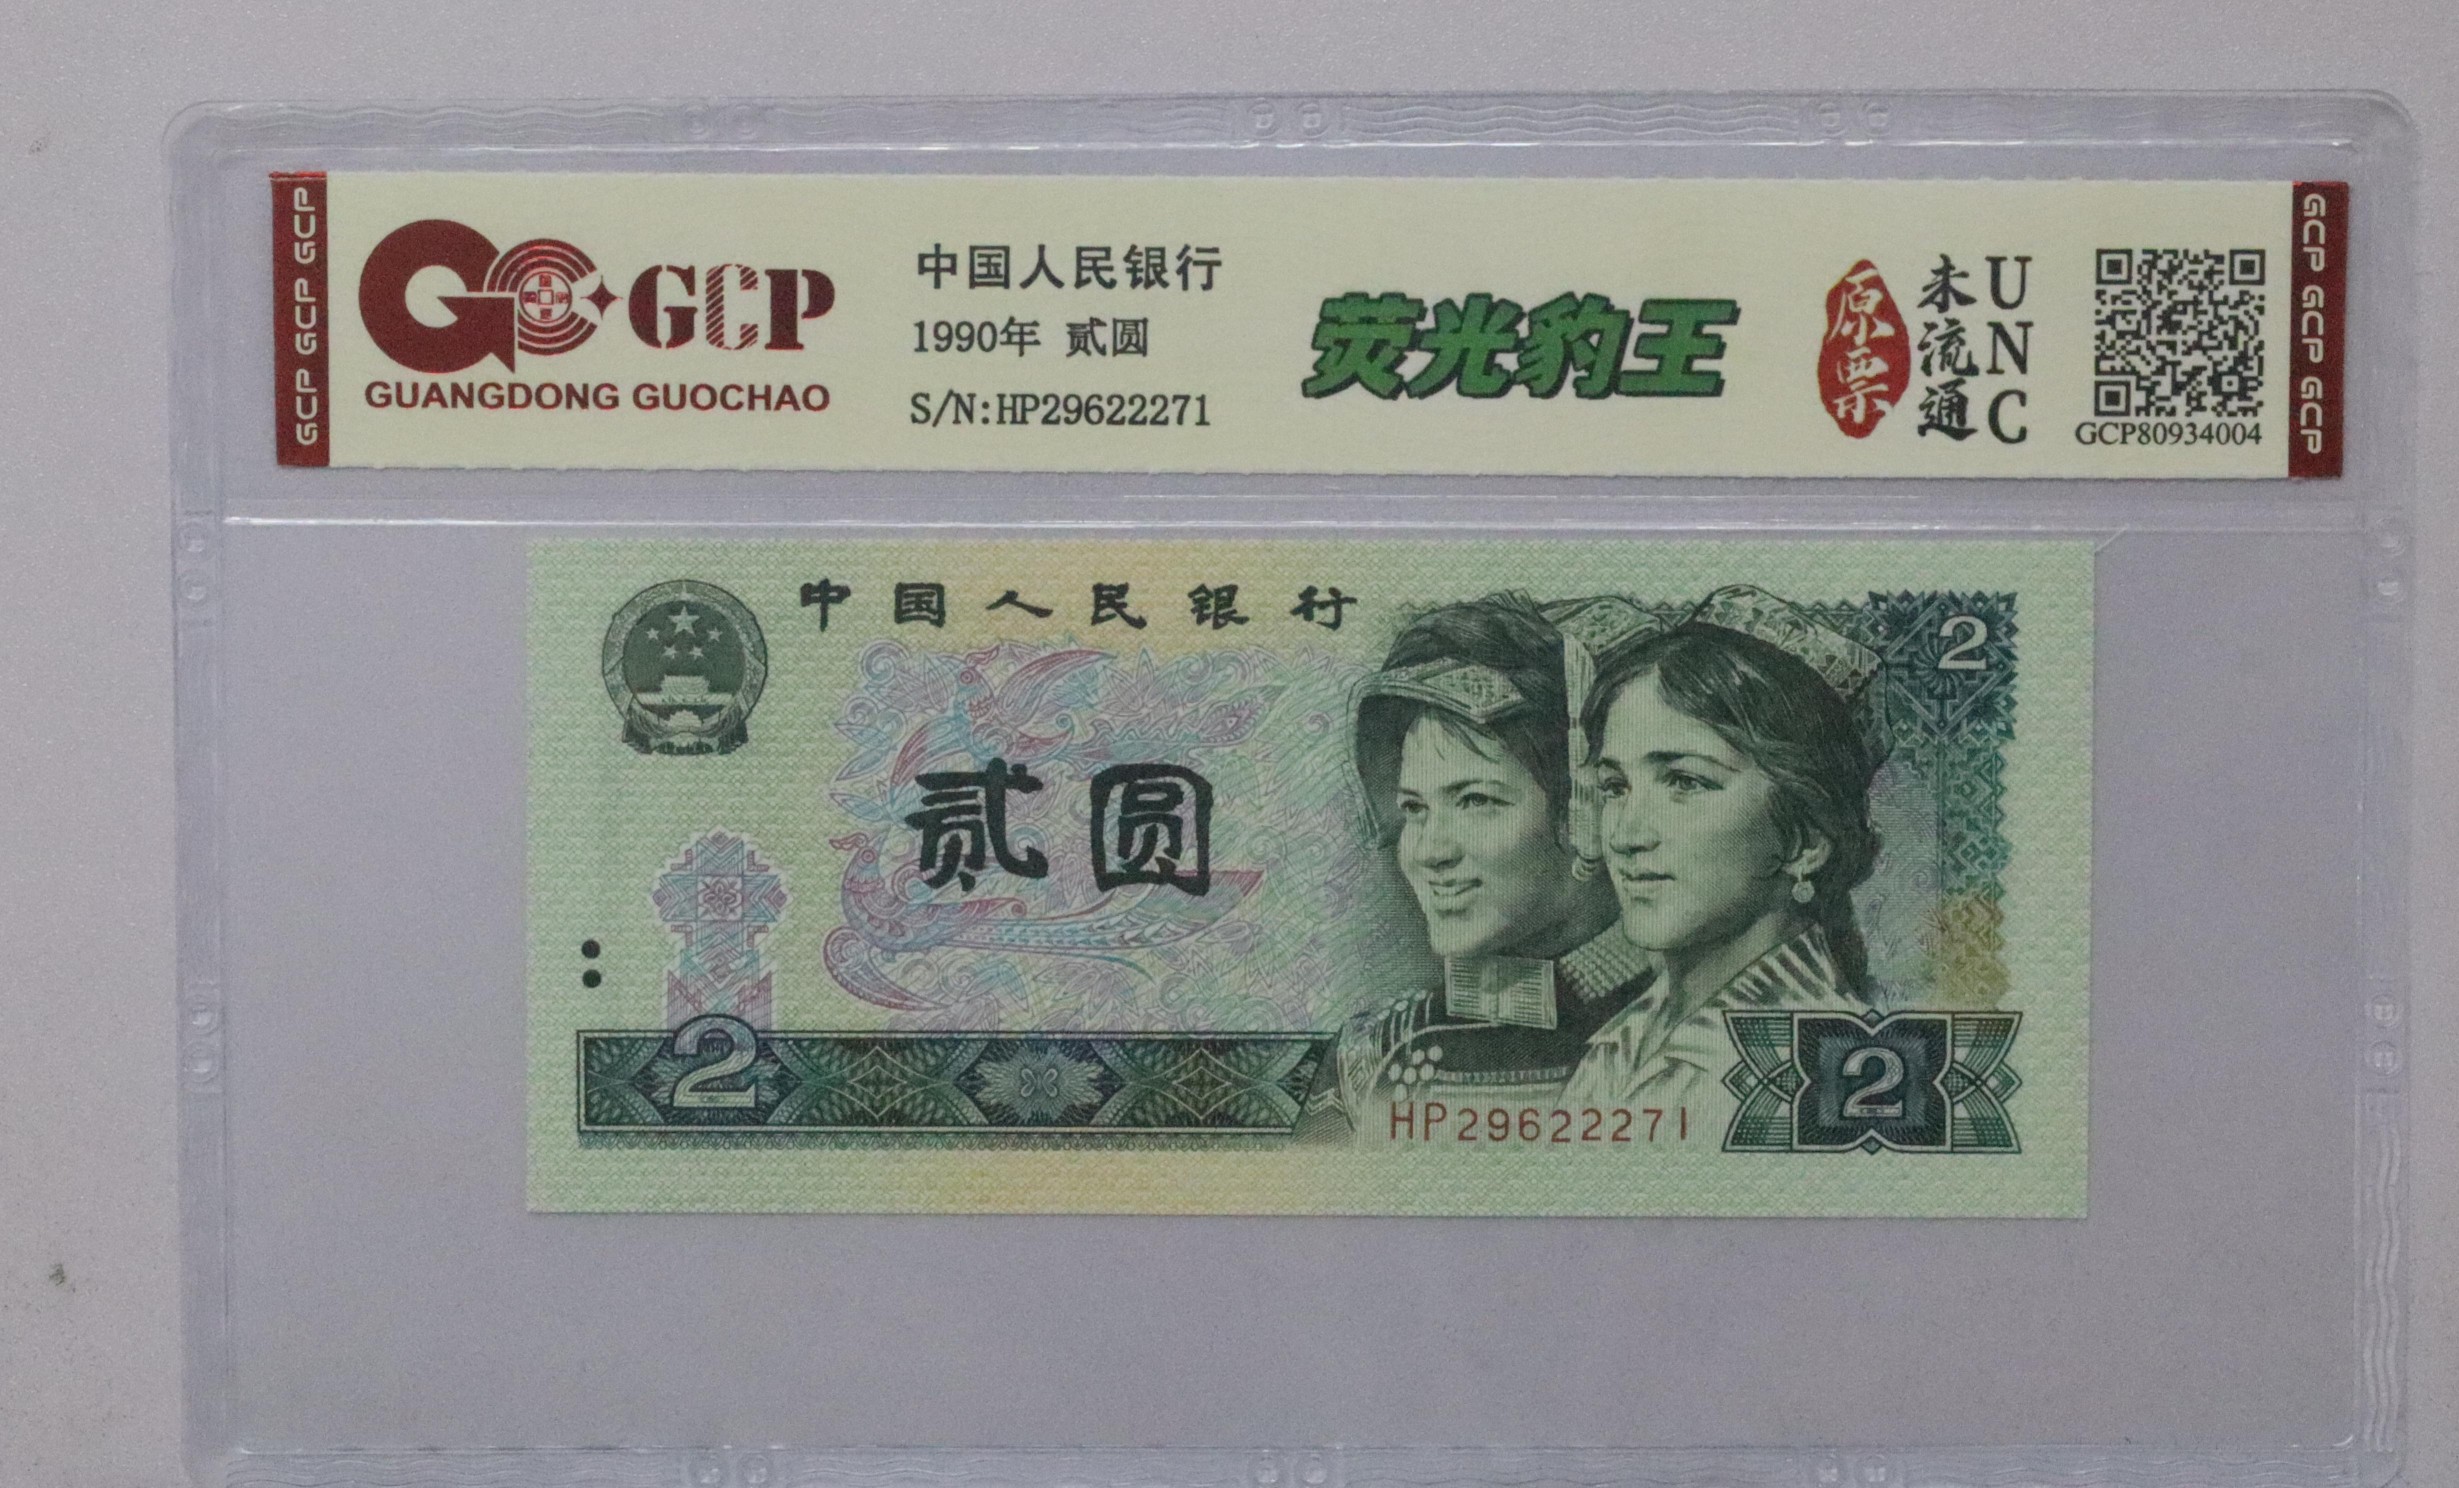 GCP GCP GCP
GCP
GUANGDONG GUOCHAO
中国人民银行
1990年 贰圆
S/N:HP29622271
荧光豹王
原票
未流通
UNC
GCP80934004
GCP GCP GCP
中国人民银行
2
贰圆
2
HP29622271
2